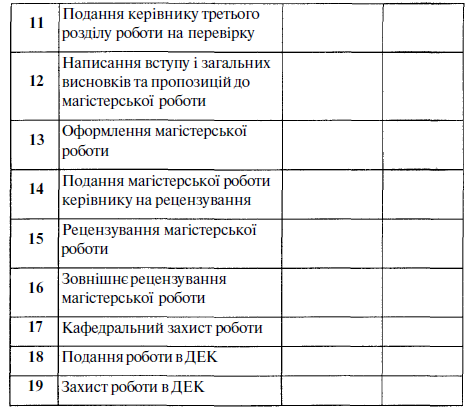 11 Подання керівнику третього
розділу роботи на перевірку
12 Написання вступу і загальних
висновків та пропозицій до
магістерської роботи
13 Оформлення магістерської
роботи
14 Подання магістерської роботи
керівнику на рецензування
15 Рецензування магістерської
роботи
16 Зовнішнє рецензування
магістерської роботи
17 Кафедральний захист роботи
18 Подання роботи в ДЕК
19 Захист роботи в ДЕК